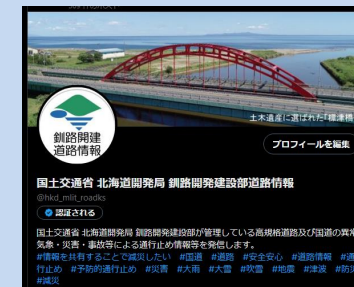 土木遺産に選ばれた「標津橋
釧路開建
道路情報
プロフィールを編集
国土交通省 北海道開発局 釧路開発建設部道路情報
@hkd_mlit_roadks
認証される
国土交通省 北海道開発局 釧路開発建設部が管理している高規格道路及び国道の異常
気象・災害・事故等による通行止め情報等を発信します。
#情報を共有することで減災したい #国道 #道路 #安全安心 #道路情報 #通
行止め #予防的通行止め #災害 #大雨 #大雪 #吹雪 #地震 #津波 #防災
#減災